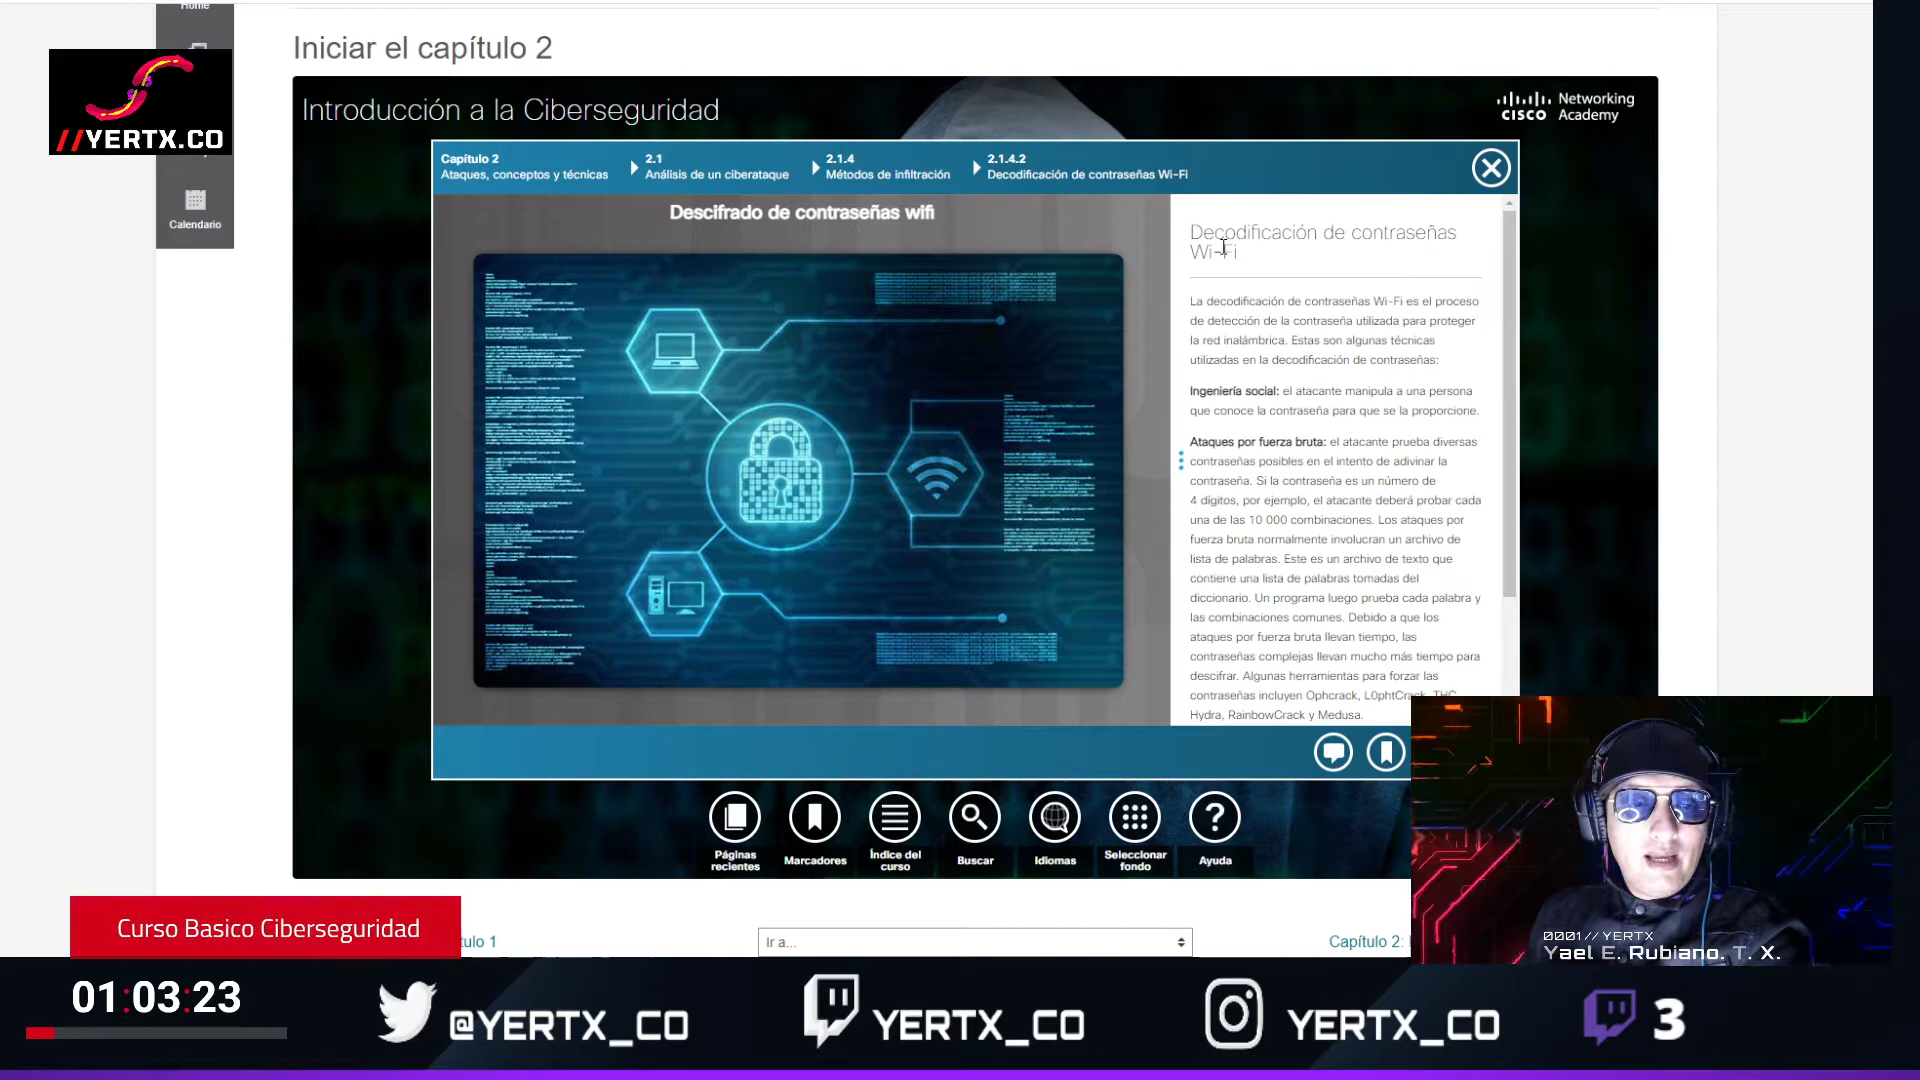 Home
Iniciar el capítulo 2
//YERTX.CO
Calendario
Introducción a la Ciberseguridad
Networking
CISCO Academy
Capítulo 2
Ataques, conceptos y técnicas
2.1
Análisis de un ciberataque
2.1.4
Métodos de infiltración
2.1.4.2
Decodificación de contraseñas Wi-Fi
Descifrado de contraseñas wifi
Decodificación de contraseñas
Wi-Fi
La decodificación de contraseñas Wi-Fi es el proceso
de detección de la contraseña utilizada para proteger
la red inalámbrica. Estas son algunas técnicas
utilizadas en la decodificación de contraseñas:
Ingeniería social: el atacante manipula a una persona
que conoce la contraseña para que se la proporcione.
Ataques por fuerza bruta: el atacante prueba diversas
contraseñas posibles en el intento de adivinar la
contraseña. Si la contraseña es un número de
4 dígitos, por ejemplo, el atacante deberá probar cada
una de las 10 000 combinaciones. Los ataques por
fuerza bruta normalmente involucran un archivo de
lista de palabras. Este es un archivo de texto que
contiene una lista de palabras tomadas del
diccionario. Un programa luego prueba cada palabra y
las combinaciones comunes. Debido a que los
ataques por fuerza bruta llevan tiempo, las
contraseñas complejas llevan mucho más tiempo para
descifrar. Algunas herramientas para forzar las
contraseñas incluyen Ophcrack, L0phtCrack, THC
Hydra, RainbowCrack y Medusa.
Páginas
recientes
Marcadores
Índice del
curso
Buscar
Idiomas
Seleccionar
fondo
Ayuda
Curso Basico Ciberseguridad
tulo 1
Ir a...
Capítulo 2:
0001 // YERTX
Yael E. Rubiano. T. X.
01:03:23
@YERTX_CO
YERTX_CO
YERTX_CO
3